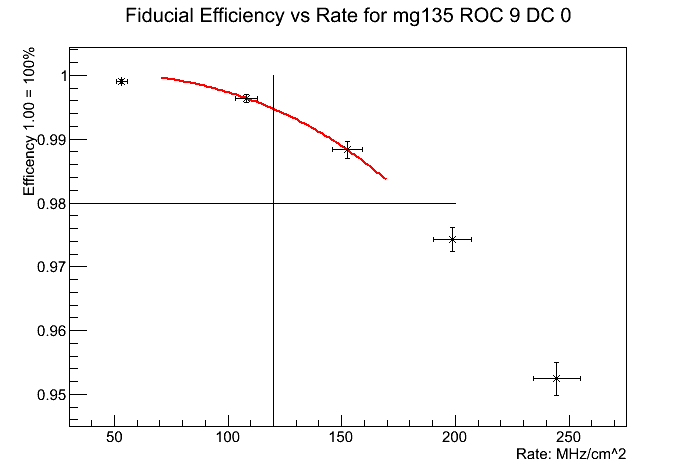 Fiducial Efficiency vs Rate for mg135 ROC 9 DC 0
Efficency 1.00 = 100%
1
0.99
0.98
0.97
0.96
0.95
50 100 150 200 250
Rate: MHz/cm^2